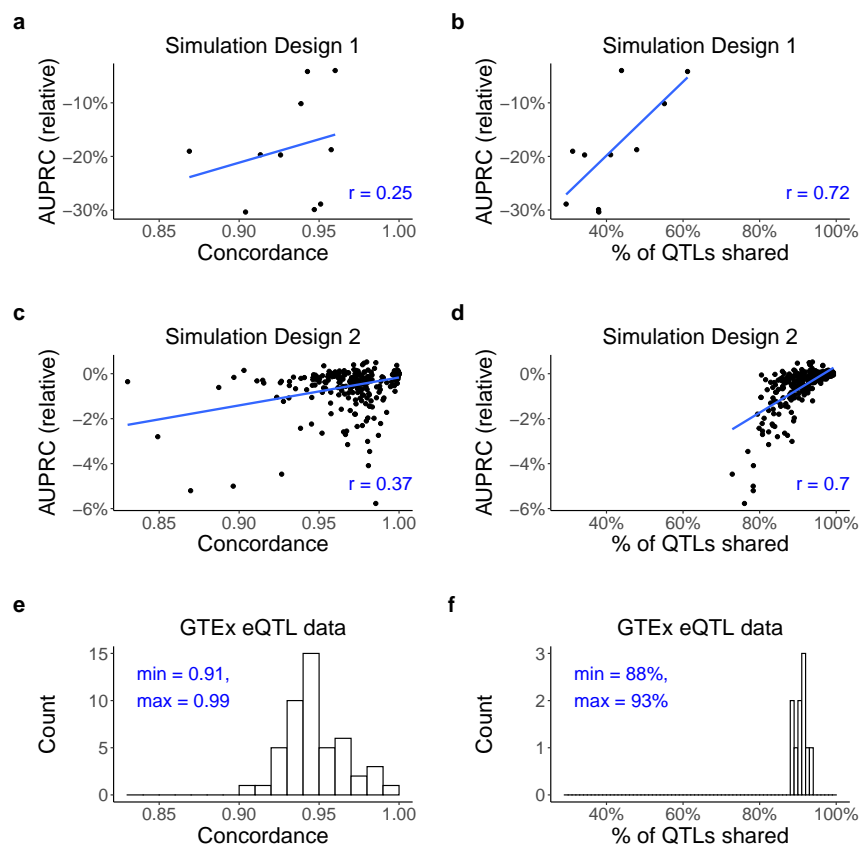 a
Simulation Design 1
AUPRC (relative)
−10%
−20%
−30%
r = 0.25
0.85
0.90
0.95
1.00
Concordance
b
Simulation Design 1
AUPRC (relative)
−10%
−20%
−30%
r = 0.72
40%
60%
80%
100%
% of QTLs shared
c
Simulation Design 2
AUPRC (relative)
0%
−2%
−4%
−6%
r = 0.37
0.85
0.90
0.95
1.00
Concordance
d
Simulation Design 2
AUPRC (relative)
0%
−2%
−4%
−6%
r = 0.7
40%
60%
80%
100%
% of QTLs shared
e
GTEx eQTL data
Count
15
10
5
0
min = 0.91,
max = 0.99
0.85
0.90
0.95
1.00
Concordance
f
GTEx eQTL data
Count
3
2
1
0
min = 88%,
max = 93%
40%
60%
80%
100%
% of QTLs shared